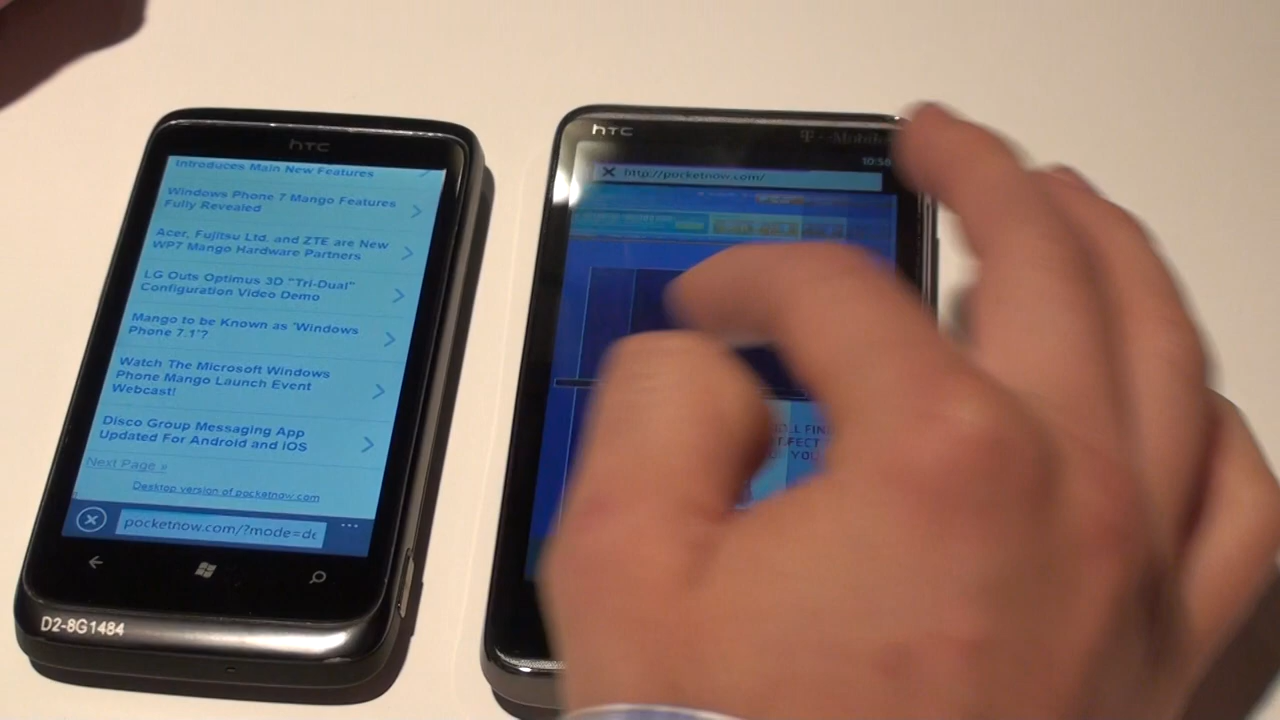 hTC
Introduces Main New Features
Windows Phone 7 Mango Features
Fully Revealed
Acer, Fujitsu Ltd. and ZTE are New
WP7 Mango Hardware Partners
LG Outs Optimus 3D "Tri-Dual"
Configuration Video Demo
Mango to be Known as 'Windows
Phone 7.1'?
Watch The Microsoft Windows
Phone Mango Launch Event
Webcast!
Disco Group Messaging App
Updated For Android and iOS
Next Page »
Desktop version of pocketnow.com
pocketnow.com/?mode=de
D2-8G1484
hTC
T-Mobile
10:58
http://pocketnow.com/